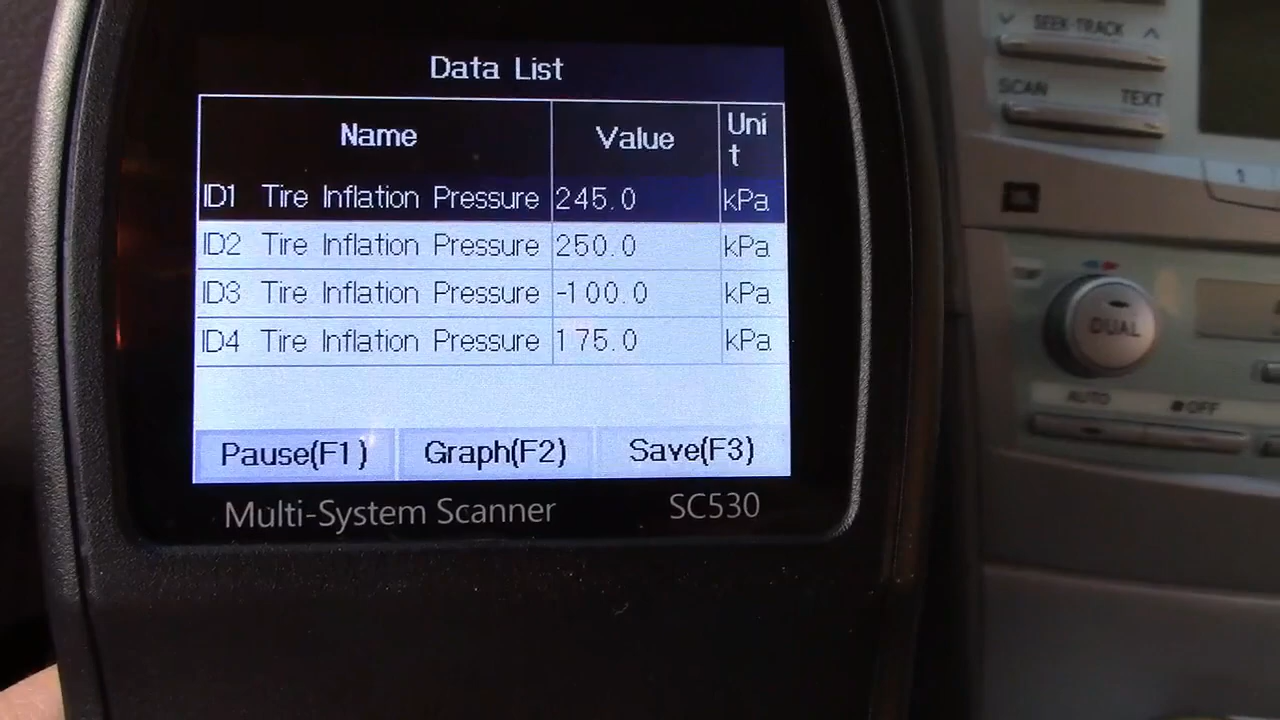 Data List
Name Value Unit
ID1 Tire Inflation Pressure 245.0 kPa
ID2 Tire Inflation Pressure 250.0 kPa
ID3 Tire Inflation Pressure -100.0 kPa
ID4 Tire Inflation Pressure 175.0 kPa
Pause(F1) Graph(F2) Save(F3)
Multi-System Scanner SC530
SEEK·TRACK
SCAN TEXT
1
DUAL
AUTO OFF